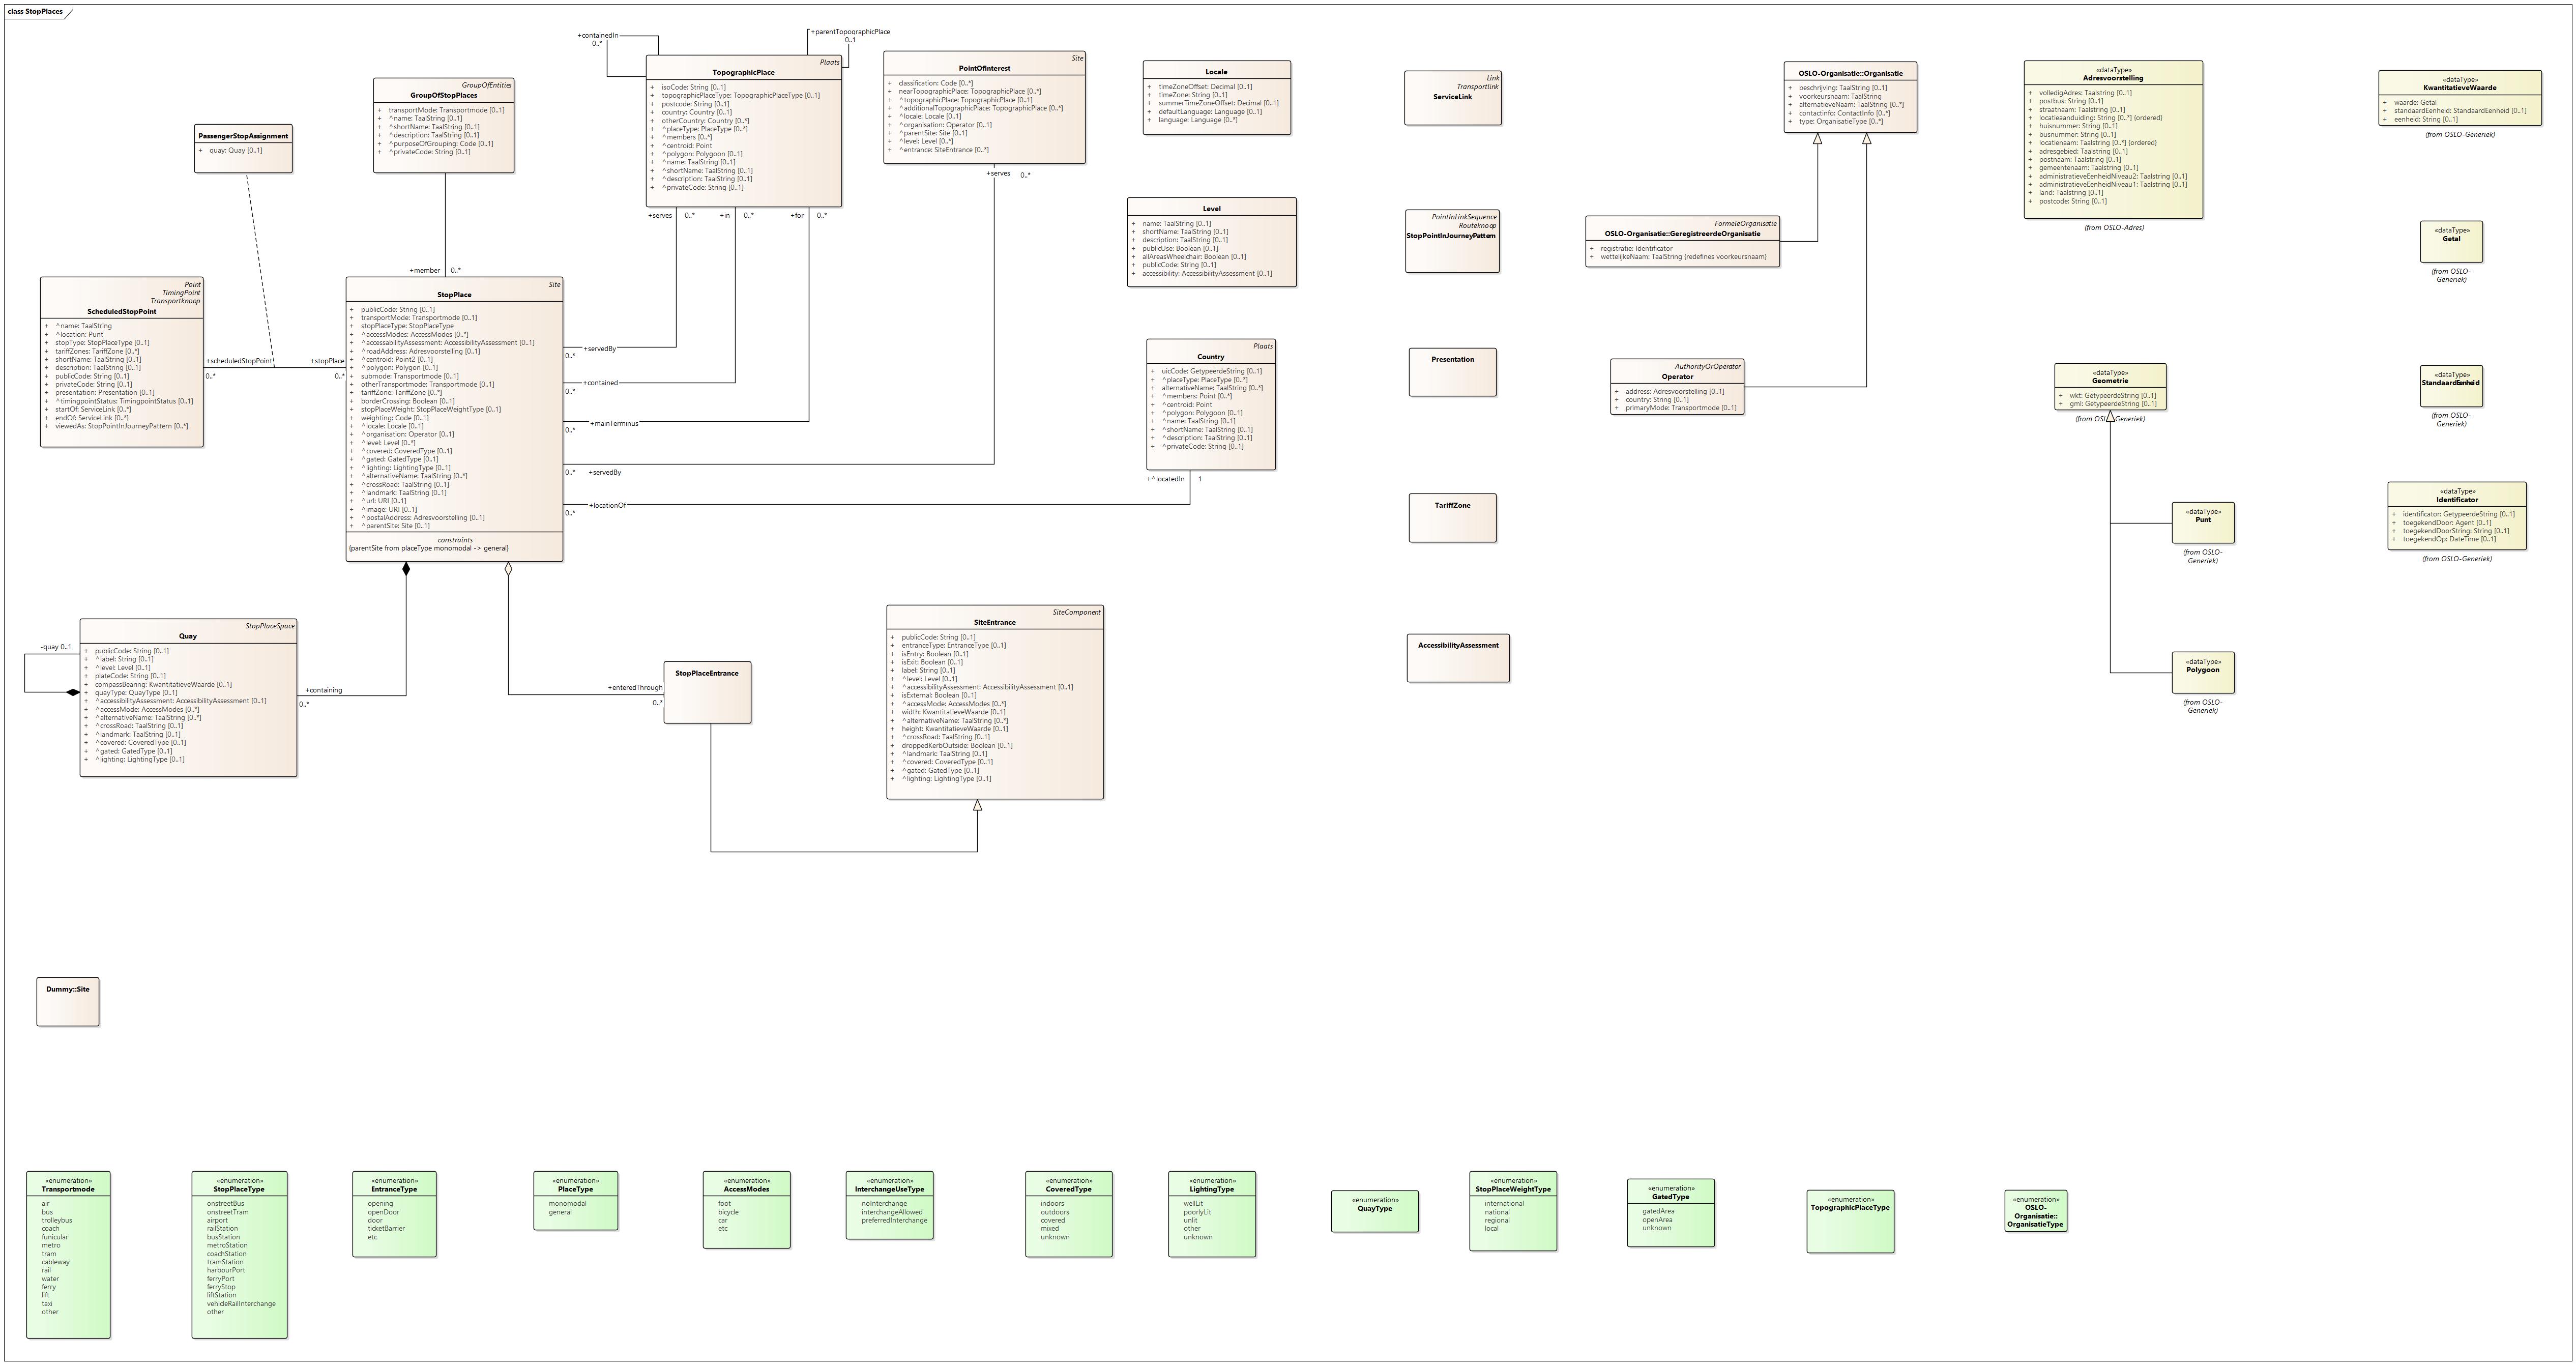 class StopPlaces
+containedIn
0..*
+parentTopographicPlace
0..1
Plaats
TopographicPlace
+ isoCode: String [0..1]
+ topographicPlaceType: TopographicPlaceType [0..1]
+ postcode: String [0..1]
+ country: Country [0..1]
+ otherCountry: Country [0..*]
+ ^placeType: PlaceType [0..*]
+ ^members [0..*]
+ ^centroid: Point
+ ^polygon: Polygoon [0..1]
+ ^name: TaalString [0..1]
+ ^shortName: TaalString [0..1]
+ ^description: TaalString [0..1]
+ ^privateCode: String [0..1]
+serves 0..*
+in 0..*
+for 0..*
Site
PointOfInterest
+ classification: Code [0..*]
+ nearTopographicPlace: TopographicPlace [0..*]
+ ^topographicPlace: TopographicPlace [0..1]
+ ^additionalTopographicPlace: TopographicPlace [0..*]
+ ^locale: Locale [0..1]
+ ^organisation: Operator [0..1]
+ ^parentSite: Site [0..1]
+ ^level: Level [0..*]
+ ^entrance: SiteEntrance [0..*]
+serves 0..*
Locale
+ timeZoneOffset: Decimal [0..1]
+ timeZone: String [0..1]
+ summerTimeZoneOffset: Decimal [0..1]
+ defaultLanguage: Language [0..1]
+ language: Language [0..*]
Link
Transportlink
ServiceLink
OSLO-Organisatie::Organisatie
+ beschrijving: TaalString [0..1]
+ voorkeursnaam: TaalString
+ alternatieveNaam: TaalString [0..*]
+ contactinfo: ContactInfo [0..*]
+ type: OrganisatieType [0..*]
«dataType»
Adresvoorstelling
+ volledigAdres: Taalstring [0..1]
+ postbus: String [0..1]
+ straatnaam: Taalstring [0..1]
+ locatieaanduiding: String [0..*] {ordered}
+ huisnummer: String [0..1]
+ busnummer: String [0..1]
+ locatienaam: Taalstring [0..*] {ordered}
+ adresgebied: Taalstring [0..1]
+ postnaam: Taalstring [0..1]
+ gemeentenaam: Taalstring [0..1]
+ administratieveEenheidNiveau2: Taalstring [0..1]
+ administratieveEenheidNiveau1: Taalstring [0..1]
+ land: Taalstring [0..1]
+ postcode: String [0..1]
(from OSLO-Adres)
«dataType»
KwantitatieveWaarde
+ waarde: Getal
+ standaardEenheid: StandaardEenheid [0..1]
+ eenheid: String [0..1]
(from OSLO-Generiek)
GroupOfEntities
GroupOfStopPlaces
+ transportMode: Transportmode [0..1]
+ ^name: TaalString [0..1]
+ ^shortName: TaalString [0..1]
+ ^description: TaalString [0..1]
+ ^purposeOfGrouping: Code [0..1]
+ ^privateCode: String [0..1]
PassengerStopAssignment
+ quay: Quay [0..1]
+member 0..*
Level
+ name: TaalString [0..1]
+ shortName: TaalString [0..1]
+ description: TaalString [0..1]
+ publicUse: Boolean [0..1]
+ allAreasWheelchair: Boolean [0..1]
+ publicCode: String [0..1]
+ accessibility: AccessibilityAssessment [0..1]
PointInLinkSequence
Routeknoop
StopPointInJourneyPattern
FormeleOrganisatie
OSLO-Organisatie::GeregistreerdeOrganisatie
+ registratie: Identificator
+ wettelijkeNaam: TaalString {redefines voorkeursnaam}
«dataType»
Getal
(from OSLO-
Generiek)
Point
TimingPoint
Transportknoop
ScheduledStopPoint
+ ^name: TaalString
+ ^location: Punt
+ stopType: StopPlaceType [0..1]
+ tariffZones: TariffZone [0..*]
+ shortName: TaalString [0..1]
+ description: TaalString [0..1]
+ publicCode: String [0..1]
+ privateCode: String [0..1]
+ presentation: Presentation [0..1]
+ ^timingpointStatus: TimingpointStatus [0..1]
+ startOf: ServiceLink [0..*]
+ endOf: ServiceLink [0..*]
+ viewedAs: StopPointInJourneyPattern [0..*]
+scheduledStopPoint
0..*
+stopPlace
0..*
Site
StopPlace
+ publicCode: String [0..1]
+ transportMode: Transportmode [0..1]
+ stopPlaceType: StopPlaceType
+ ^accessModes: AccessModes [0..*]
+ ^accessabilityAssessment: AccessibilityAssessment [0..1]
+ ^roadAddress: Adresvoorstelling [0..1]
+ ^centroid: Point2 [0..1]
+ ^polygon: Polygon [0..1]
+ submode: Transportmode [0..1]
+ otherTransportmode: Transportmode [0..1]
+ tariffZone: TariffZone [0..*]
+ borderCrossing: Boolean [0..1]
+ stopPlaceWeight: StopPlaceWeightType [0..1]
+ weighting: Code [0..1]
+ ^locale: Locale [0..1]
+ ^organisation: Operator [0..1]
+ ^level: Level [0..*]
+ ^covered: CoveredType [0..1]
+ ^gated: GatedType [0..1]
+ ^lighting: LightingType [0..1]
+ ^alternativeName: TaalString [0..*]
+ ^crossRoad: TaalString [0..1]
+ ^landmark: TaalString [0..1]
+ ^url: URI [0..1]
+ ^image: URI [0..1]
+ ^postalAddress: Adresvoorstelling [0..1]
+ ^parentSite: Site [0..1]
constraints
{parentSite from placeType monomodal -> general}
+servedBy
0..*
+contained
0..*
+mainTerminus
0..*
0..* +servedBy
+locationOf
0..*
Plaats
Country
+ uicCode: GetypeerdeString [0..1]
+ ^placeType: PlaceType [0..*]
+ alternativeName: TaalString [0..*]
+ ^members: Point [0..*]
+ ^centroid: Point
+ ^polygon: Polygoon [0..1]
+ ^name: TaalString [0..1]
+ ^shortName: TaalString [0..1]
+ ^description: TaalString [0..1]
+ ^privateCode: String [0..1]
+^locatedIn 1
Presentation
AuthorityOrOperator
Operator
+ address: Adresvoorstelling [0..1]
+ country: String [0..1]
+ primaryMode: Transportmode [0..1]
«dataType»
Geometrie
+ wkt: GetypeerdeString [0..1]
+ gml: GetypeerdeString [0..1]
(from OSLO-Generiek)
«dataType»
StandaardEenheid
(from OSLO-
Generiek)
TariffZone
«dataType»
Punt
(from OSLO-
Generiek)
«dataType»
Identificator
+ identificator: GetypeerdeString [0..1]
+ toegekendDoor: Agent [0..1]
+ toegekendDoorString: String [0..1]
+ toegekendOp: DateTime [0..1]
(from OSLO-Generiek)
StopPlaceSpace
Quay
+ publicCode: String [0..1]
+ ^label: String [0..1]
+ ^level: Level [0..1]
+ plateCode: String [0..1]
+ compassBearing: KwantitatieveWaarde [0..1]
+ quayType: QuayType [0..1]
+ ^accessibilityAssessment: AccessibilityAssessment [0..1]
+ ^accessMode: AccessModes [0..*]
+ ^alternativeName: TaalString [0..*]
+ ^crossRoad: TaalString [0..1]
+ ^landmark: TaalString [0..1]
+ ^covered: CoveredType [0..1]
+ ^gated: GatedType [0..1]
+ ^lighting: LightingType [0..1]
-quay 0..1
+containing
0..*
+enteredThrough
0..*
StopPlaceEntrance
SiteComponent
SiteEntrance
+ publicCode: String [0..1]
+ entranceType: EntranceType [0..1]
+ isEntry: Boolean [0..1]
+ isExit: Boolean [0..1]
+ label: String [0..1]
+ ^level: Level [0..1]
+ ^accessibilityAssessment: AccessibilityAssessment [0..1]
+ isExternal: Boolean [0..1]
+ ^accessMode: AccessModes [0..*]
+ width: KwantitatieveWaarde [0..1]
+ ^alternativeName: TaalString [0..*]
+ height: KwantitatieveWaarde [0..1]
+ ^crossRoad: TaalString [0..1]
+ droppedKerbOutside: Boolean [0..1]
+ ^landmark: TaalString [0..1]
+ ^covered: CoveredType [0..1]
+ ^gated: GatedType [0..1]
+ ^lighting: LightingType [0..1]
AccessibilityAssessment
«dataType»
Polygoon
(from OSLO-
Generiek)
Dummy::Site
«enumeration»
Transportmode
air
bus
trolleybus
coach
funicular
metro
tram
cableway
rail
water
ferry
lift
taxi
other
«enumeration»
StopPlaceType
onstreetBus
onstreetTram
airport
railStation
busStation
metroStation
coachStation
tramStation
harbourPort
ferryPort
ferryStop
liftStation
vehicleRailInterchange
other
«enumeration»
EntranceType
opening
openDoor
door
ticketBarrier
etc
«enumeration»
PlaceType
monomodal
general
«enumeration»
AccessModes
foot
bicycle
car
etc
«enumeration»
InterchangeUseType
noInterchange
interchangeAllowed
preferredInterchange
«enumeration»
CoveredType
indoors
outdoors
covered
mixed
unknown
«enumeration»
LightingType
wellLit
poorlyLit
unlit
other
unknown
«enumeration»
QuayType
«enumeration»
StopPlaceWeightType
international
national
regional
local
«enumeration»
GatedType
gatedArea
openArea
unknown
«enumeration»
TopographicPlaceType
«enumeration»
OSLO-
Organisatie::
OrganisatieType